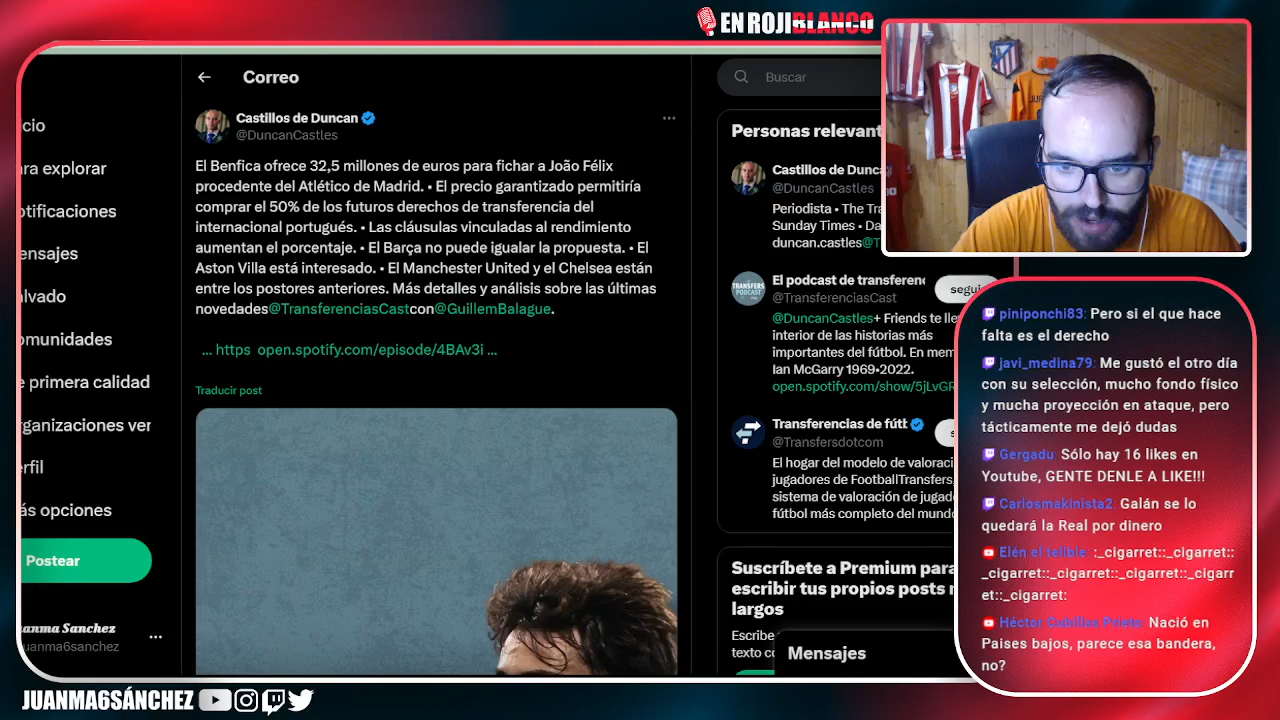 EN ROJIBLANCO
Correo
Buscar
cio
ra explorar
otificaciones
ensajes
lvado
omunidades
e primera calidad
rganizaciones ver
rfil
ás opciones
Postear
uanma Sanchez
uanma6sanchez
Castillos de Duncan
@DuncanCastles
El Benfica ofrece 32,5 millones de euros para fichar a João Félix
procedente del Atlético de Madrid. • El precio garantizado permitiría
comprar el 50% de los futuros derechos de transferencia del
internacional portugués. • Las cláusulas vinculadas al rendimiento
aumentan el porcentaje. • El Barça no puede igualar la propuesta. • El
Aston Villa está interesado. • El Manchester United y el Chelsea están
entre los postores anteriores. Más detalles y análisis sobre las últimas
novedades@TransferenciasCastcon@GuillemBalague.
... https open.spotify.com/episode/4BAv3i ...
Traducir post
Personas relevan
Castillos de Dunca
@DuncanCastles
Periodista • The Tra
Sunday Times • Da
duncan.castles@T
El podcast de transferenc
@TransferenciasCast
segui
@DuncanCastles+ Friends te lle
interior de las historias más
importantes del fútbol. En mem
Ian McGarry 1969•2022.
open.spotify.com/show/5jLvGR
Transferencias de fútb
@Transfersdotcom
s
El hogar del modelo de valoració
jugadores de FootballTransfers,
sistema de valoración de jugado
fútbol más completo del mundo
Suscríbete a Premium para
escribir tus propios posts m
largos
Escribe
texto co
Mensajes
piniponchi83: Pero si el que hace
falta es el derecho
javi_medina79: Me gustó el otro día
con su selección, mucho fondo físico
y mucha proyección en ataque, pero
tácticamente me dejó dudas
Gergadu: Sólo hay 16 likes en
Youtube, GENTE DENLE A LIKE!!!
Carlosmakinista2: Galán se lo
quedará la Real por dinero
Elén el telible: :_cigarret::_cigarret::
_cigarret::_cigarret::_cigarret::_cigarr
et::_cigarret:
Héctor Cubillas Prieto: Nació en
Países bajos, parece esa bandera,
no?
JUANMA6SÁNCHEZ